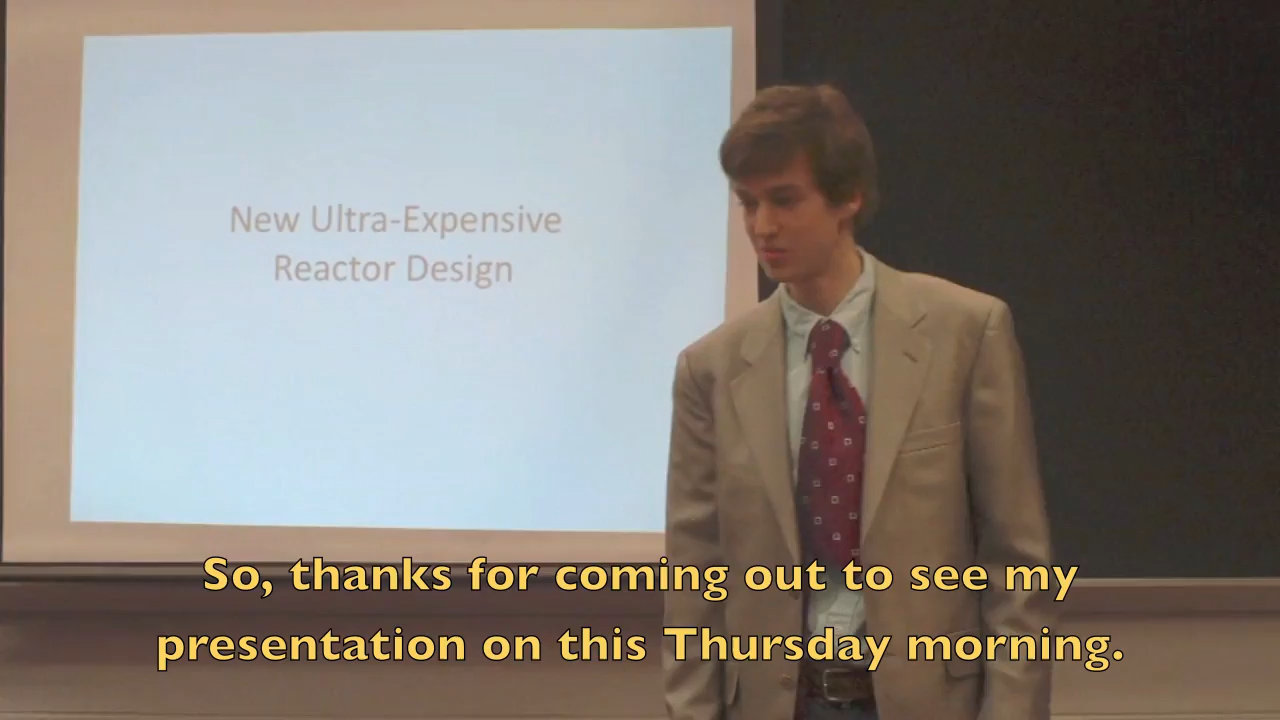 New Ultra-Expensive
Reactor Design
So, thanks for coming out to see my
presentation on this Thursday morning.